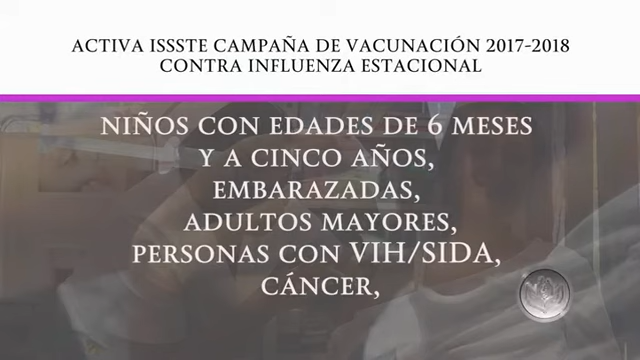 ACTIVA ISSSTE CAMPAÑA DE VACUNACIÓN 2017-2018
CONTRA INFLUENZA ESTACIONAL
NIÑOS CON EDADES DE 6 MESES
Y A CINCO AÑOS,
EMBARAZADAS,
ADULTOS MAYORES,
PERSONAS CON VIH/SIDA,
CÁNCER,